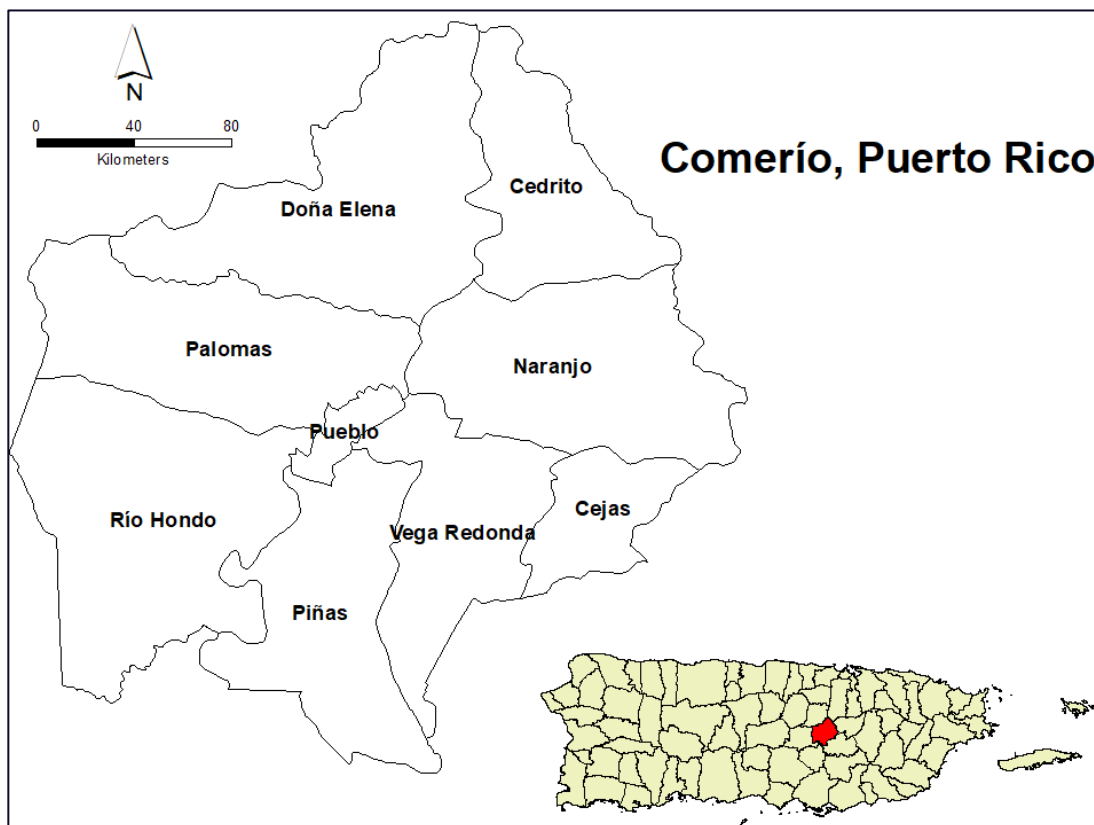 N
0 40 80
Kilometers
Comerío, Puerto Rico
Cedrito
Doña Elena
Palomas
Naranjo
Pueblo
Cejas
Río Hondo
Vega Redonda
Piñas